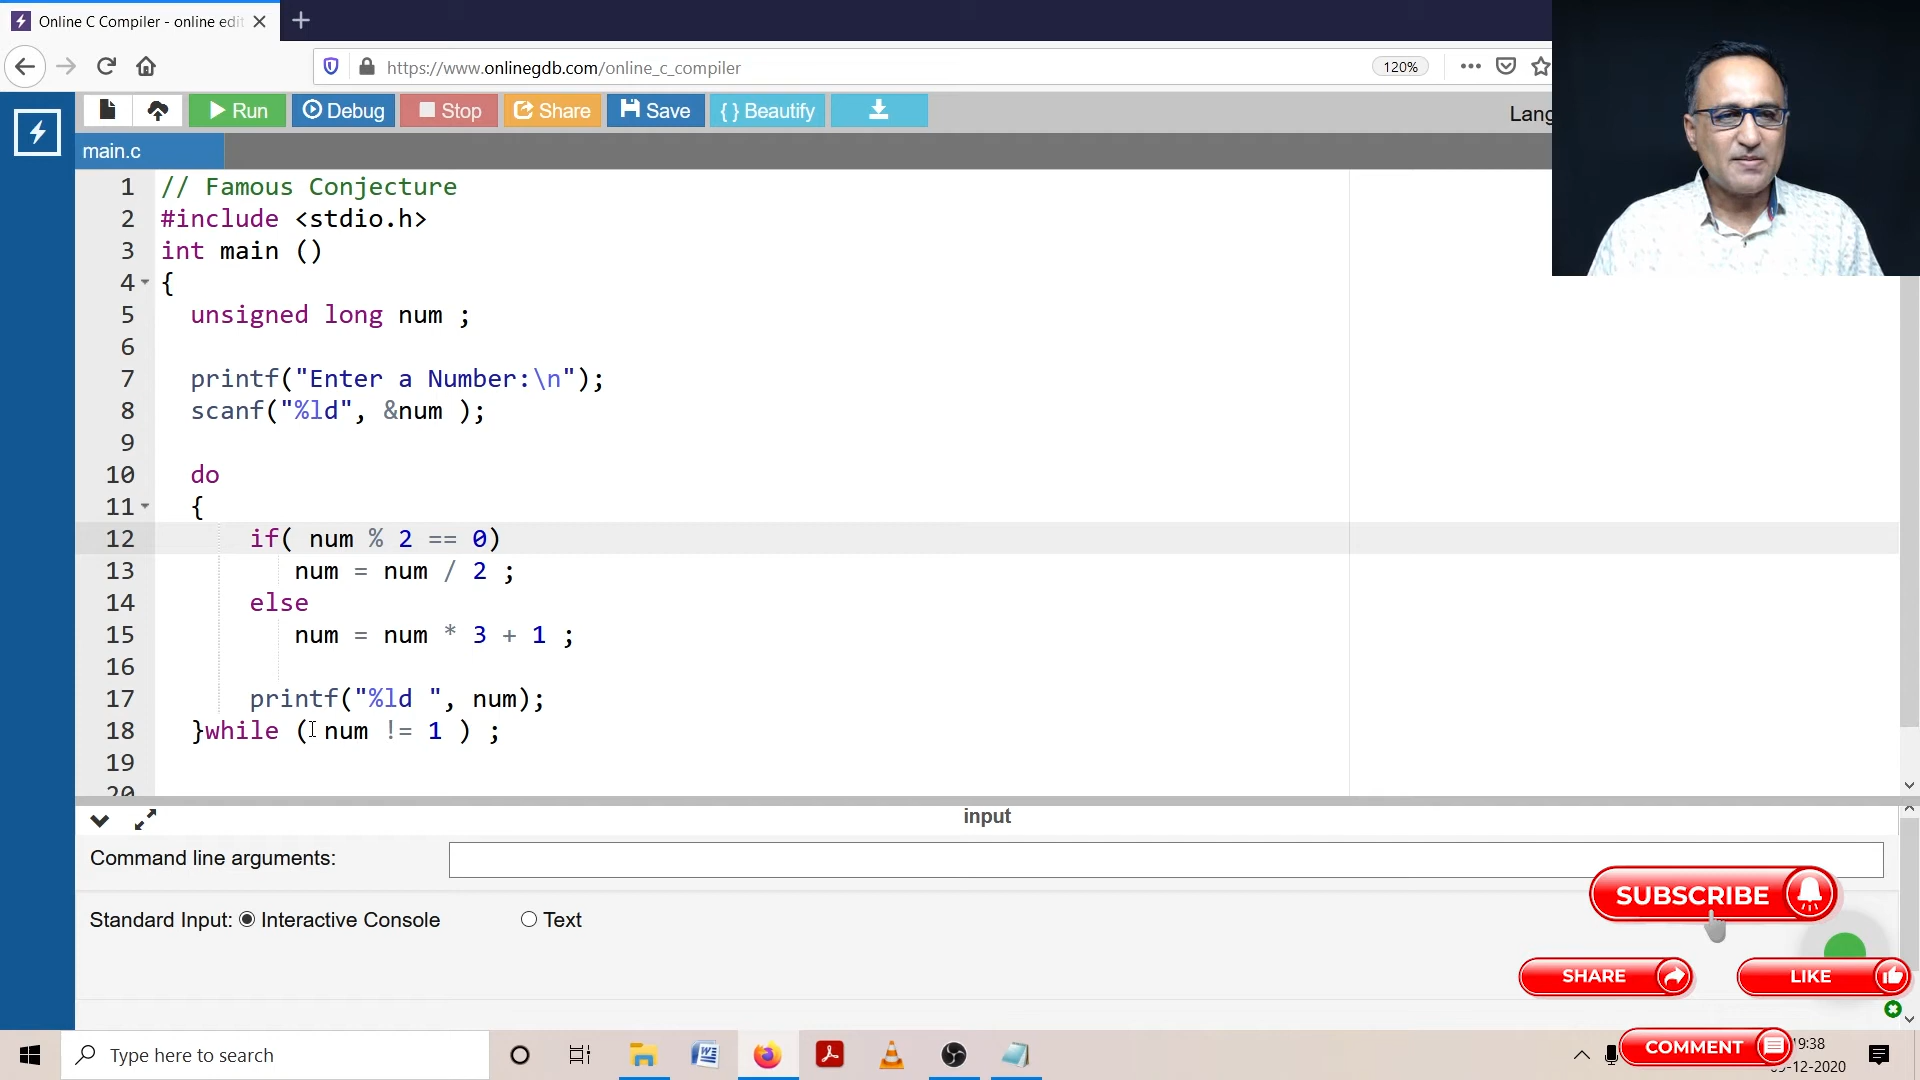 Online C Compiler - online edit
https://www.onlinegdb.com/online_c_compiler
120%
Run
Debug
Stop
Share
Save
{ } Beautify
Lang
main.c
1 // Famous Conjecture
2 #include <stdio.h>
3 int main ()
4 {
5 unsigned long num ;
6
7 printf("Enter a Number:\n");
8 scanf("%ld", &num );
9
10 do
11 {
12 if( num % 2 == 0)
13 num = num / 2 ;
14 else
15 num = num * 3 + 1 ;
16
17 printf("%ld ", num);
18 }while ( num != 1 ) ;
19
20
input
Command line arguments:
Standard Input: Interactive Console Text
SUBSCRIBE
SHARE
LIKE
COMMENT
Type here to search
9:38
-12-2020